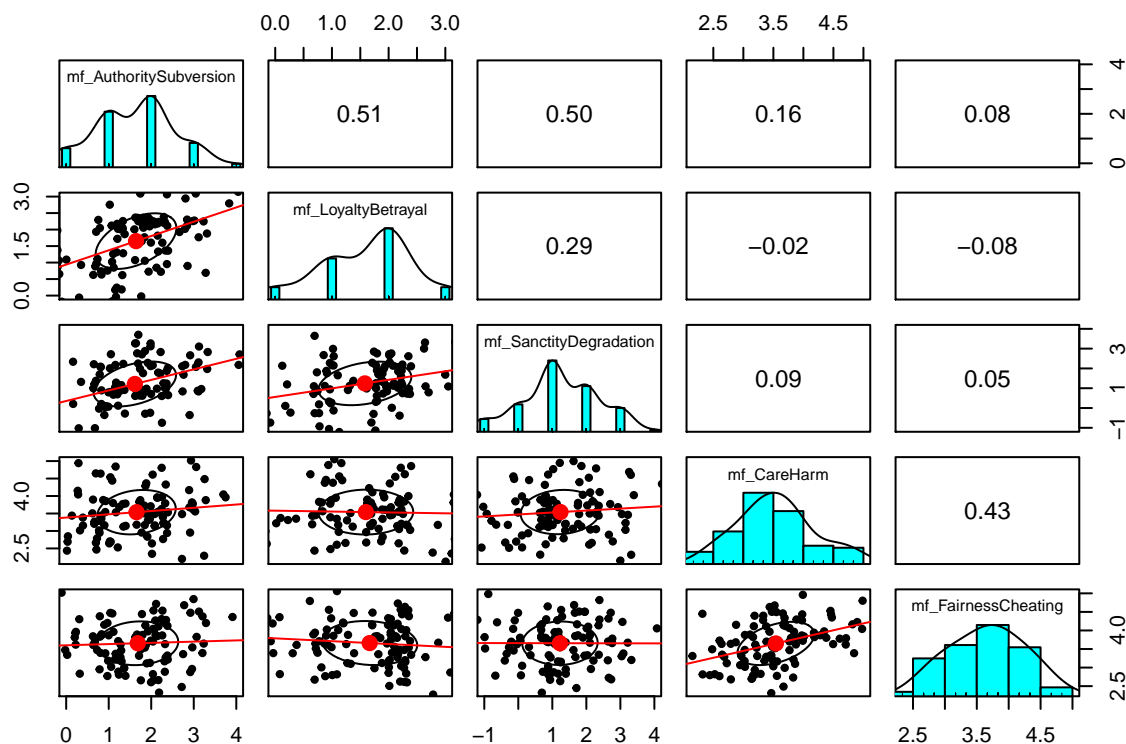 0.0 1.0 2.0 3.0 2.5 3.5 4.5
mf_AuthoritySubversion
0.51
0.50
0.16
0.08
0 2 4
0.0 1.5 3.0
mf_LoyaltyBetrayal
0.29
−0.02
−0.08
mf_SanctityDegradation
0.09
0.05
−1 1 3
2.5 4.0
mf_CareHarm
0.43
mf_FairnessCheating
2.5 4.0
0 1 2 3 4 −1 1 2 3 4 2.5 3.5 4.5